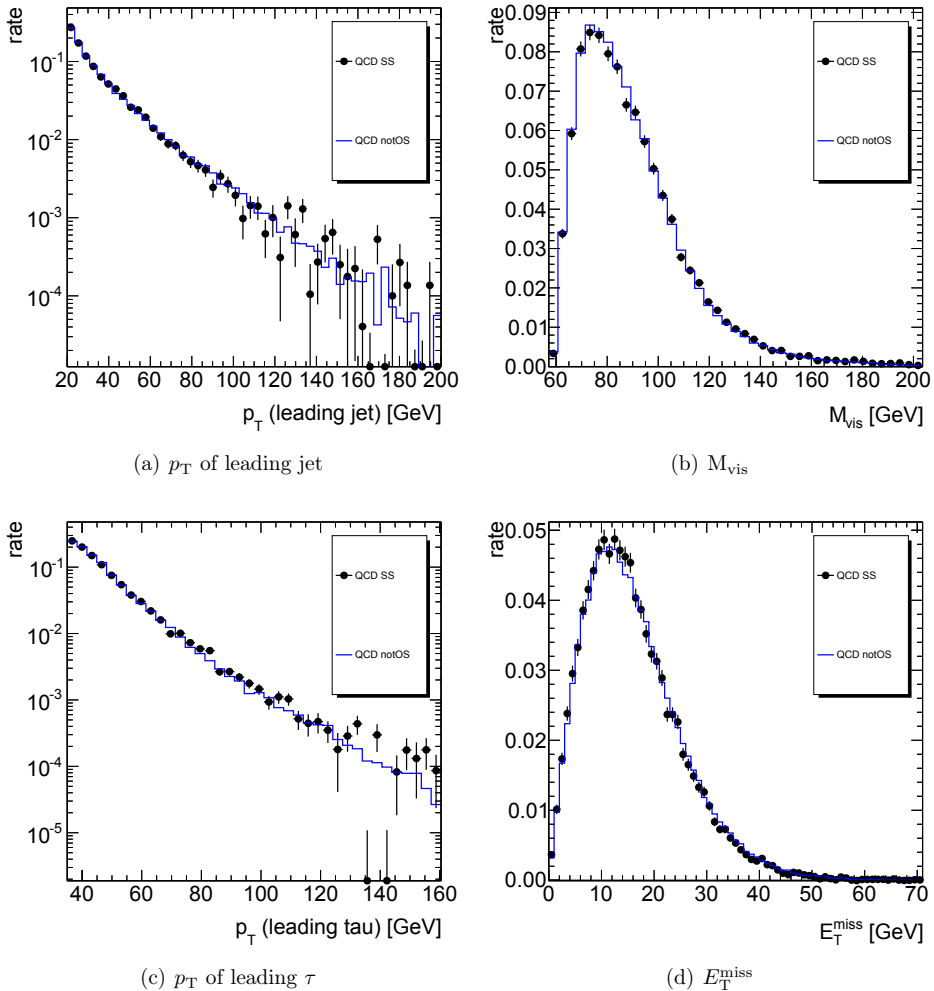 rate
QCD SS
QCD notOS
10⁻¹
10⁻²
10⁻³
10⁻⁴
20 40 60 80 100 120 140 160 180 200
p_T (leading jet) [GeV]
(a) p_T of leading jet
rate
0.09
0.08
0.07
0.06
0.05
0.04
0.03
0.02
0.01
0.00
QCD SS
QCD notOS
60 80 100 120 140 160 180 200
M_vis [GeV]
(b) M_vis
rate
QCD SS
QCD notOS
10⁻¹
10⁻²
10⁻³
10⁻⁴
10⁻⁵
40 60 80 100 120 140 160
p_T (leading tau) [GeV]
(c) p_T of leading τ
rate
0.05
0.04
0.03
0.02
0.01
0.00
QCD SS
QCD notOS
0 10 20 30 40 50 60 70
E_T^miss [GeV]
(d) E_T^miss